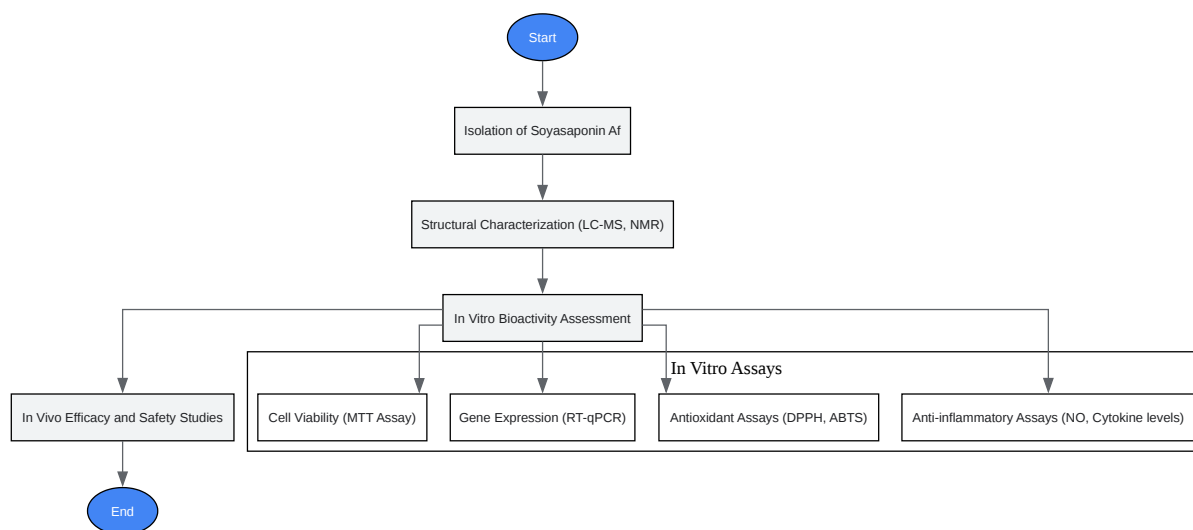 Start
Isolation of Soyasaponin Af
Structural Characterization (LC-MS, NMR)
In Vitro Bioactivity Assessment
In Vitro Assays
In Vivo Efficacy and Safety Studies
Cell Viability (MTT Assay)
Gene Expression (RT-qPCR)
Antioxidant Assays (DPPH, ABTS)
Anti-inflammatory Assays (NO, Cytokine levels)
End